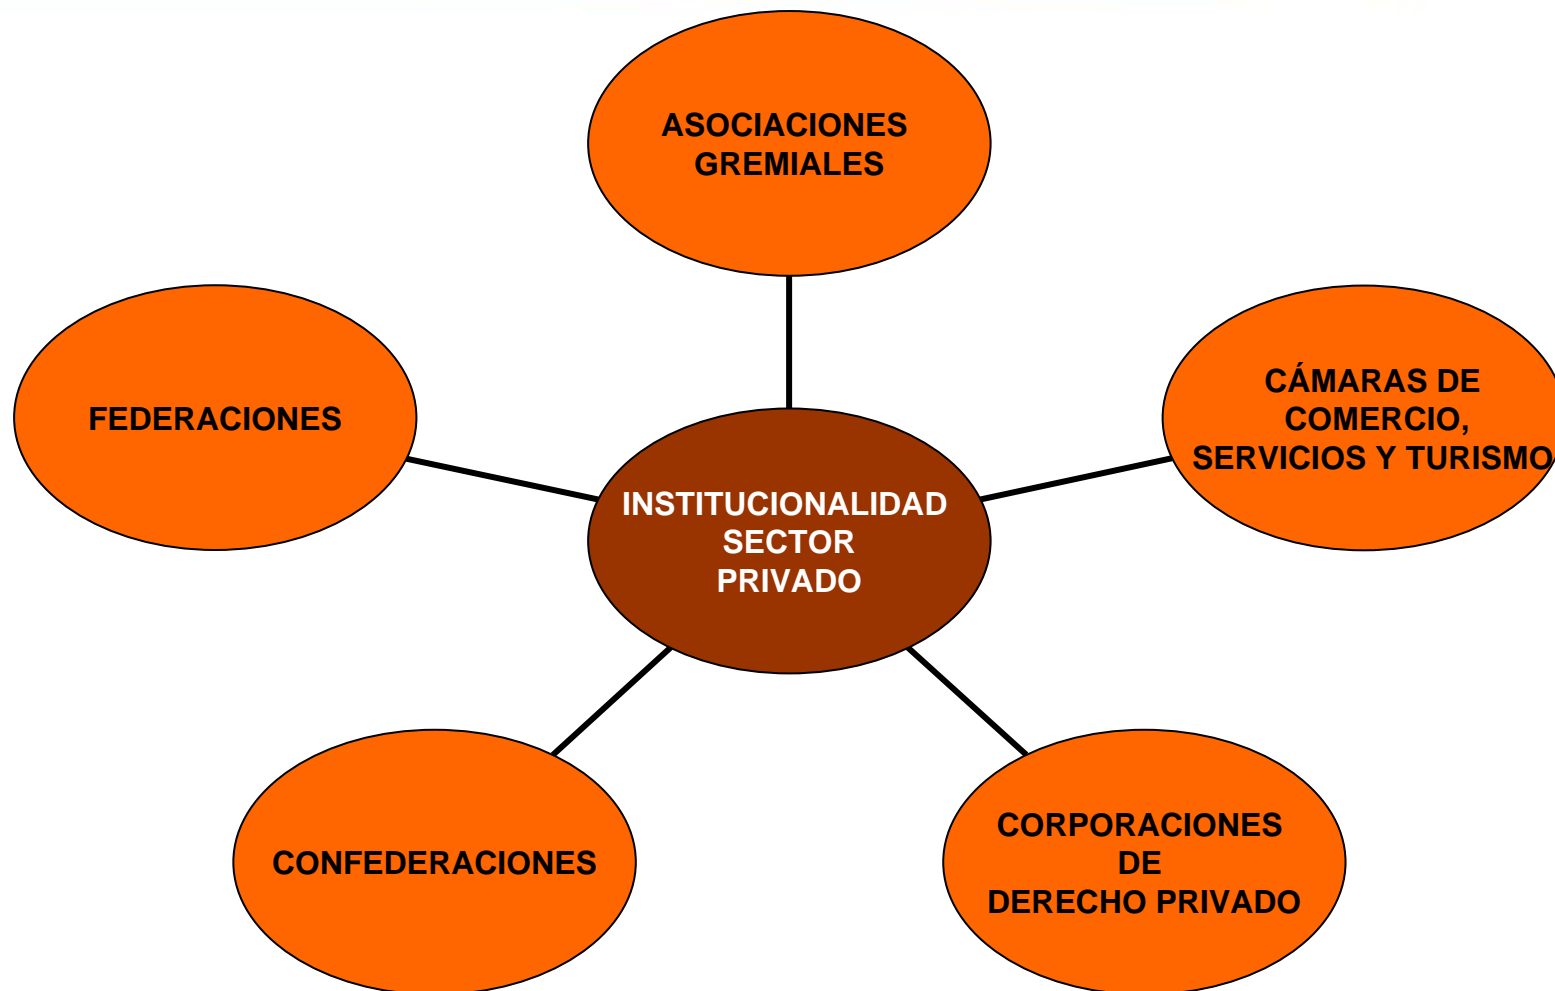 ASOCIACIONES
GREMIALES
CÁMARAS DE
COMERCIO,
SERVICIOS Y TURISMO
FEDERACIONES
INSTITUCIONALIDAD
SECTOR
PRIVADO
CORPORACIONES
DE
DERECHO PRIVADO
CONFEDERACIONES